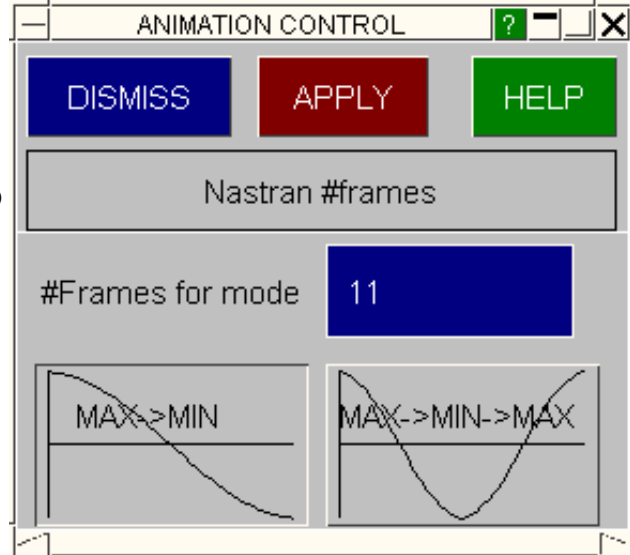 ANIMATION CONTROL ?
DISMISS APPLY HELP
Nastran #frames
#Frames for mode 11
MAX->MIN MAX->MIN->MAX